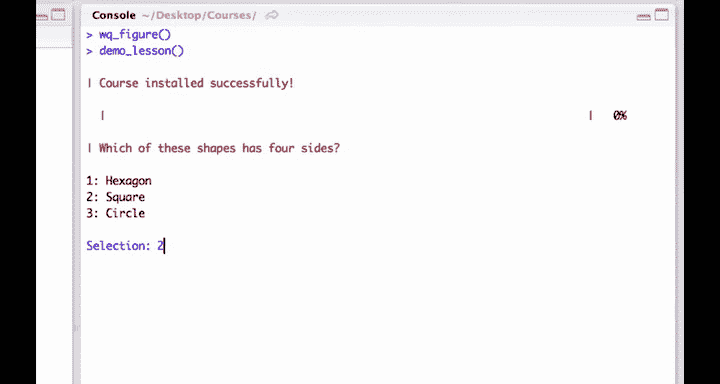 Console ~/Desktop/Courses/
> wq_figure()
> demo_lesson()
| Course installed successfully!
| | 0%
| Which of these shapes has four sides?
1: Hexagon
2: Square
3: Circle
Selection: 2